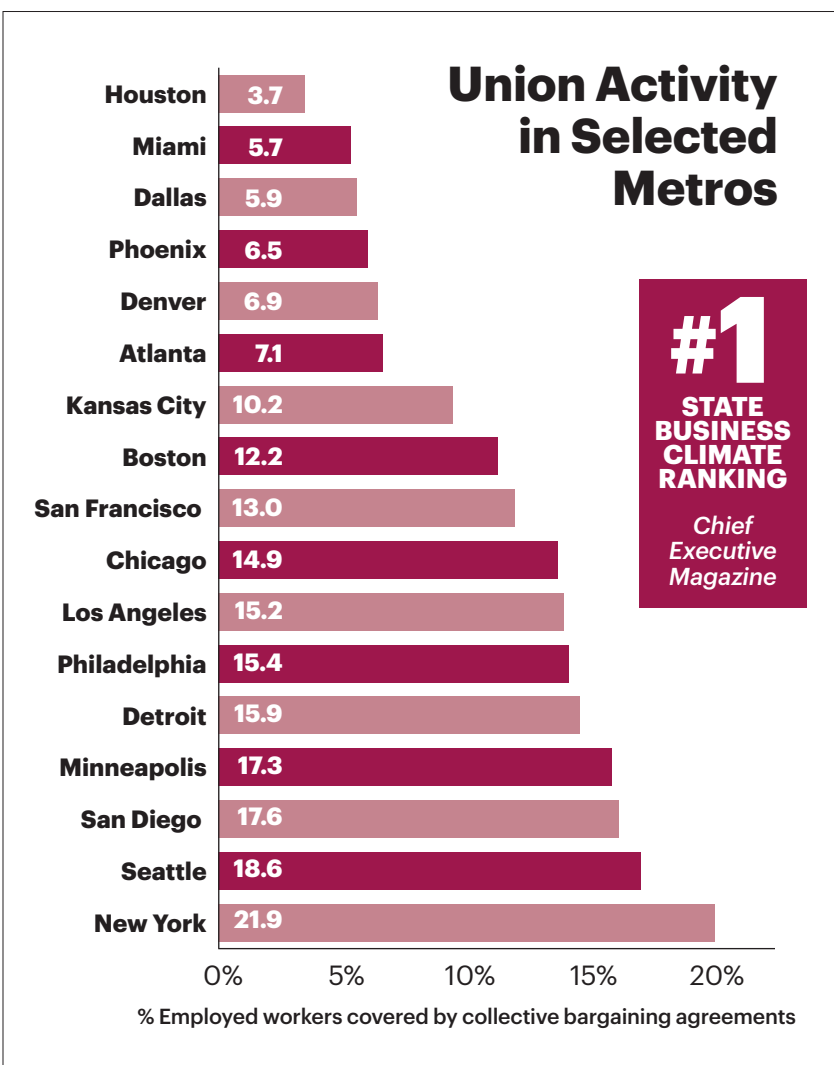 Union Activity
in Selected
Metros
Houston 3.7
Miami 5.7
Dallas 5.9
Phoenix 6.5
Denver 6.9
Atlanta 7.1
Kansas City 10.2
Boston 12.2
San Francisco 13.0
Chicago 14.9
Los Angeles 15.2
Philadelphia 15.4
Detroit 15.9
Minneapolis 17.3
San Diego 17.6
Seattle 18.6
New York 21.9
0% 5% 10% 15% 20%
% Employed workers covered by collective bargaining agreements
#1
STATE
BUSINESS
CLIMATE
RANKING
Chief
Executive
Magazine